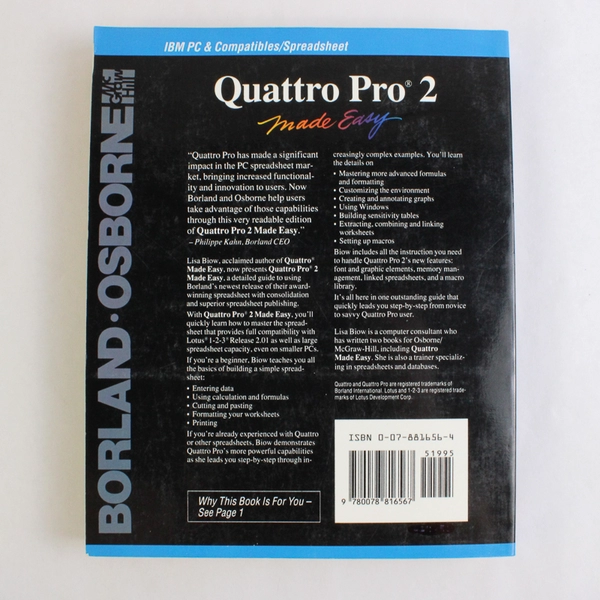 IBM PC & Compatibles/Spreadsheet
BORLAND·OSBORNE
Mc
Graw
Hill
Quattro Pro® 2
Made Easy
“Quattro Pro has made a significant
impact in the PC spreadsheet mar-
ket, bringing increased functional-
ity and innovation to users. Now
Borland and Osborne help users
take advantage of those capabilities
through this very readable edition
of Quattro Pro 2 Made Easy.”
– Philippe Kahn, Borland CEO
Lisa Biow, acclaimed author of Quattro®
Made Easy, now presents Quattro Pro® 2
Made Easy, a detailed guide to using
Borland's newest release of their award-
winning spreadsheet with consolidation
and superior spreadsheet publishing.
With Quattro Pro® 2 Made Easy, you'll
quickly learn how to master the spread-
sheet that provides full compatibility with
Lotus® 1-2-3® Release 2.01 as well as large
spreadsheet capacity, even on smaller PCs.
If you're a beginner, Biow teaches you all
the basics of building a simple spread-
sheet:
• Entering data
• Using calculation and formulas
• Cutting and pasting
• Formatting your worksheets
• Printing
If you're already experienced with Quattro
or other spreadsheets, Biow demonstrates
Quattro Pro's more powerful capabilities
as she leads you step-by-step through in-
creasingly complex examples. You'll learn
the details on
• Mastering more advanced formulas
and formatting
• Customizing the environment
• Creating and annotating graphs
• Using Windows
• Building sensitivity tables
• Extracting, combining and linking
worksheets
• Setting up macros
Biow includes all the instruction you need
to handle Quattro Pro 2's new features:
font and graphic elements, memory man-
agement, linked spreadsheets, and a macro
library.
It's all here in one outstanding guide that
quickly leads you step-by-step from novice
to savvy Quattro Pro user.
Lisa Biow is a computer consultant who
has written two books for Osborne/
McGraw-Hill, including Quattro
Made Easy. She is also a trainer specializ-
ing in spreadsheets and databases.
Quattro and Quattro Pro are registered trademarks of
Borland International. Lotus and 1-2-3 are registered trade-
marks of Lotus Development Corp.
Why This Book Is For You –
See Page 1
ISBN 0-07-881656-4
51995
9 780078 816567